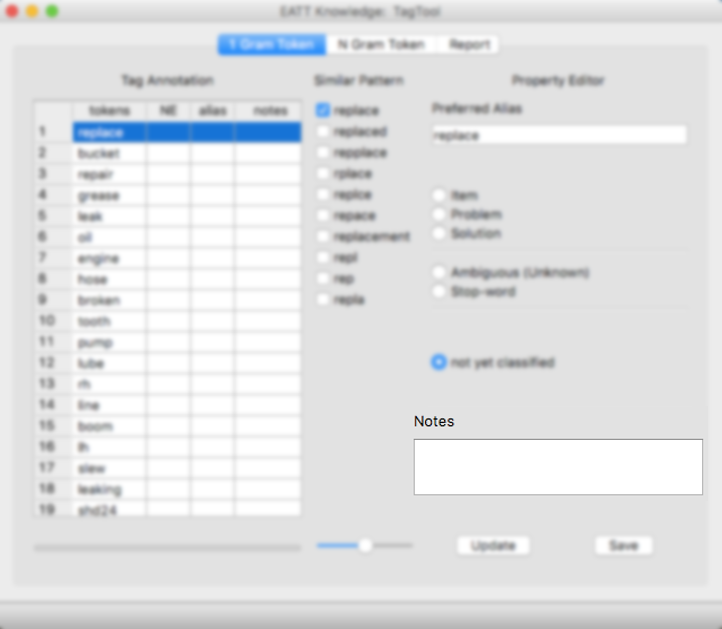 EATT Knowledge: TagTool
1 Gram Token N Gram Token Report
Tag Annotation Similar Pattern Property Editor
tokens NE alias notes
1 replace
2 bucket
3 repair
4 grease
5 leak
6 oil
7 engine
8 hose
9 broken
10 tooth
11 pump
12 lube
13 rh
14 line
15 boom
16 lh
17 slew
18 leaking
19 shd24
replace
replaced
repplace
rplace
replce
repace
replacement
repl
rep
repla
Preferred Alias
replace
Item
Problem
Solution
Ambiguous (Unknown)
Stop-word
not yet classified
Notes
Update Save